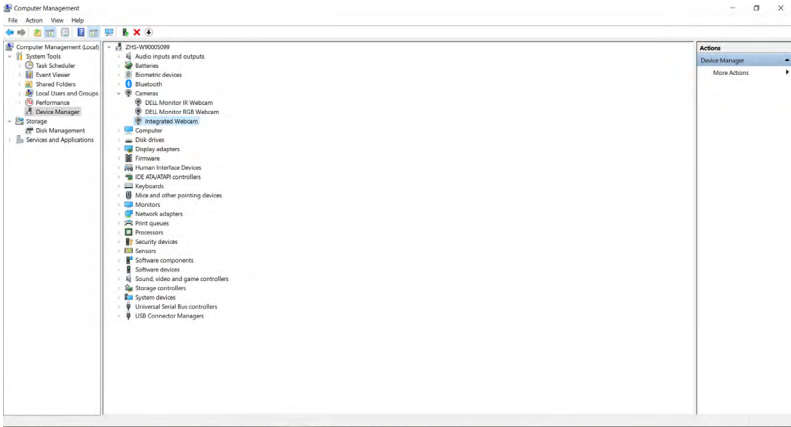 Computer Management
File Action View Help
Computer Management (Local)
System Tools
Task Scheduler
Event Viewer
Shared Folders
Local Users and Groups
Performance
Device Manager
Storage
Disk Management
Services and Applications
ZHS-W90005099
Audio inputs and outputs
Batteries
Biometric devices
Bluetooth
Cameras
DELL Monitor IR Webcam
DELL Monitor RGB Webcam
Integrated Webcam
Computer
Disk drives
Display adapters
Firmware
Human Interface Devices
IDE ATA/ATAPI controllers
Keyboards
Mice and other pointing devices
Monitors
Network adapters
Print queues
Processors
Security devices
Sensors
Software components
Software devices
Sound, video and game controllers
Storage controllers
System devices
Universal Serial Bus controllers
USB Connector Managers
Actions
Device Manager
More Actions